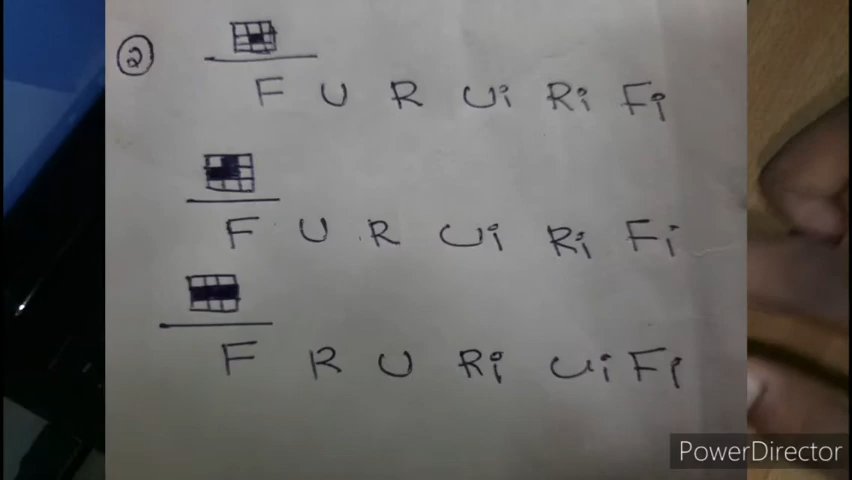 ②
F U R Ui Ri Fi
F U R Ui Ri Fi
F R U Ri Ui Fi
PowerDirector